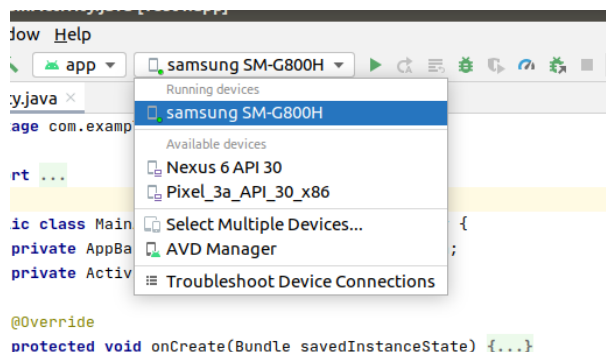 dow Help
app samsung SM-G800H
ty.java
Running devices
samsung SM-G800H
age com.examp
Available devices
rt ...
Nexus 6 API 30
Pixel_3a_API_30_x86
ic class Main {
Select Multiple Devices...
private AppBa ;
AVD Manager
private Activ
Troubleshoot Device Connections
@Override
protected void onCreate(Bundle savedInstanceState) {...}